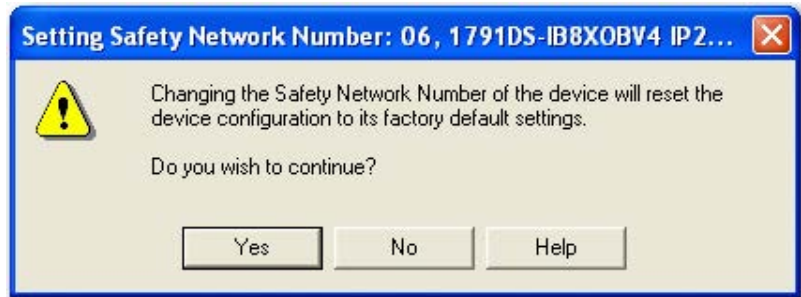 Setting Safety Network Number: 06, 1791DS-IB8XOBV4 IP2...
Changing the Safety Network Number of the device will reset the
device configuration to its factory default settings.
Do you wish to continue?
Yes No Help